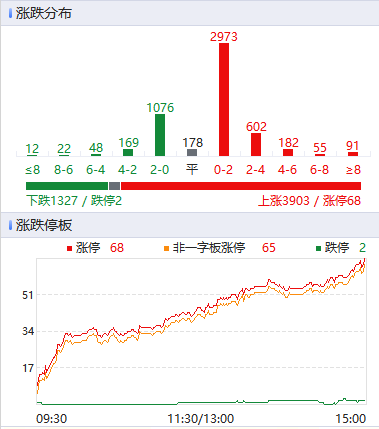 涨跌分布
12 22 48 169 1076 178 2973 602 182 55 91
≤8 8-6 6-4 4-2 2-0 平 0-2 2-4 4-6 6-8 ≥8
下跌1327 / 跌停2 上涨3903 / 涨停68
涨跌停板
涨停 68 非一字板涨停 65 跌停 2
51
34
17
09:30 11:30/13:00 15:00